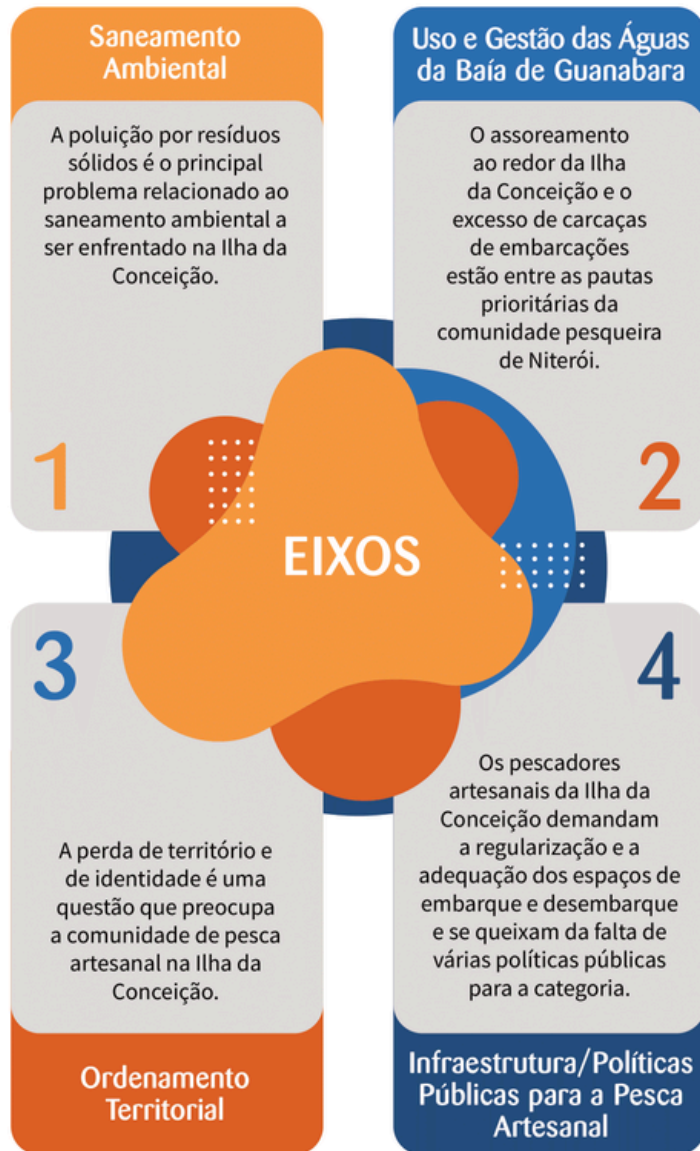 Saneamento
Ambiental
A poluição por resíduos
sólidos é o principal
problema relacionado ao
saneamento ambiental a
ser enfrentado na Ilha da
Conceição.
1
Uso e Gestão das Águas
da Baía de Guanabara
O assoreamento
ao redor da Ilha
da Conceição e o
excesso de carcaças
de embarcações
estão entre as pautas
prioritárias da
comunidade pesqueira
de Niterói.
2
EIXOS
3
A perda de território e
de identidade é uma
questão que preocupa
a comunidade de pesca
artesanal na Ilha da
Conceição.
Ordenamento
Territorial
4
Os pescadores
artesanais da Ilha da
Conceição demandam
a regularização e a
adequação dos espaços de
embarque e desembarque
e se queixam da falta de
várias políticas públicas
para a categoria.
Infraestrutura/Políticas
Públicas para a Pesca
Artesanal